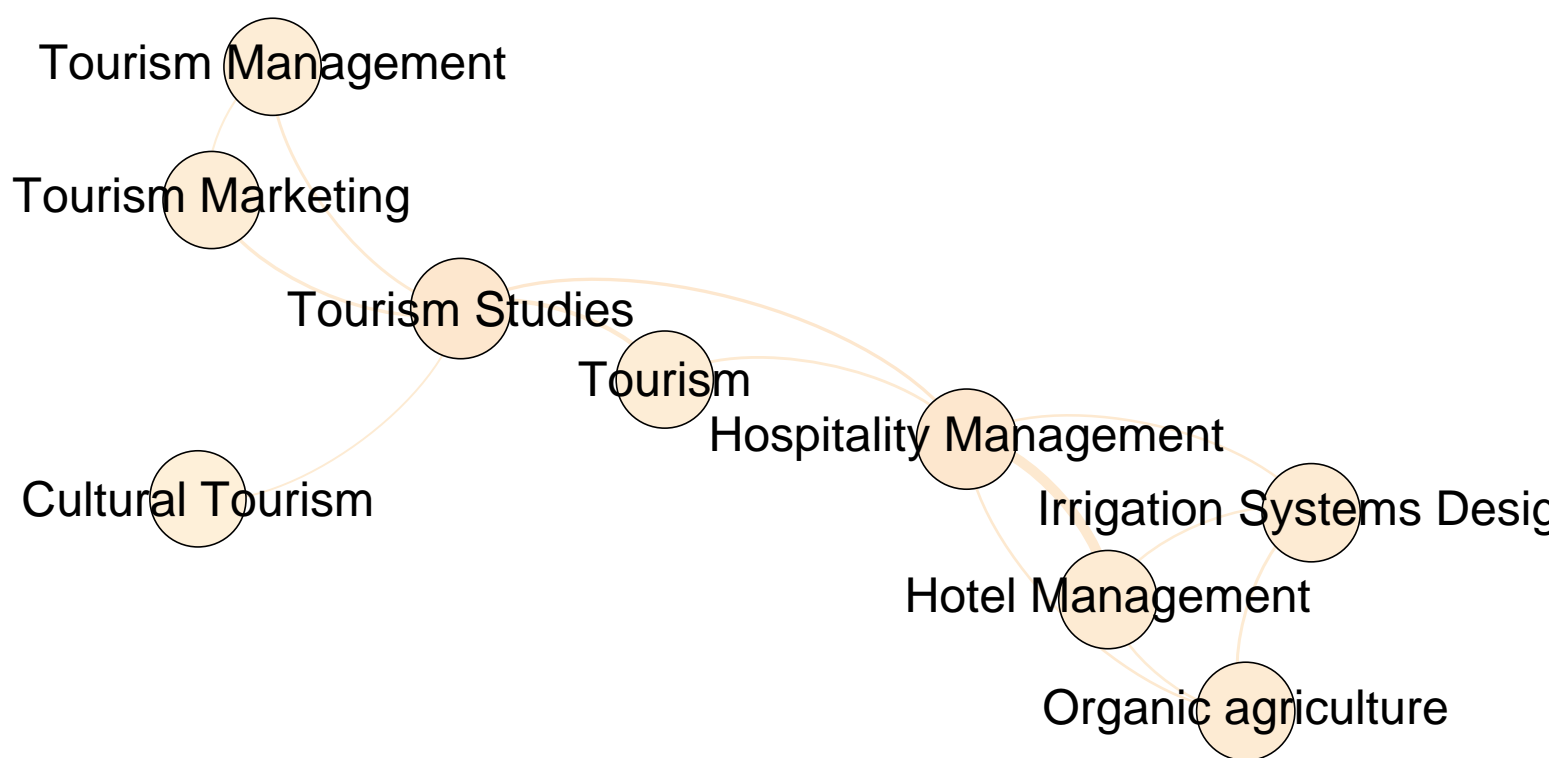 Tourism Management
Tourism Marketing
Tourism Studies
Tourism
Hospitality Management
Cultural Tourism
Irrigation Systems Desig
Hotel Management
Organic agriculture